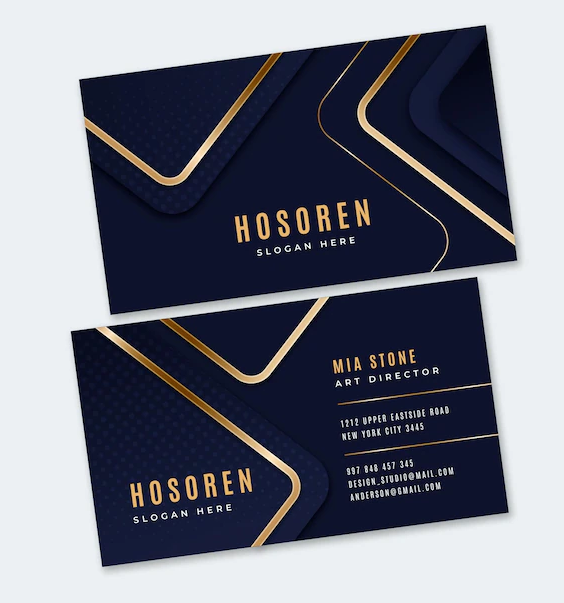 HOSOREN
SLOGAN HERE
MIA STONE
ART DIRECTOR
1212 UPPER EASTSIDE ROAD
NEW YORK CITY 3445
997 848 457 345
DESIGN_STUDIO@MAIL.COM
ANDERSON@GMAIL.COM
HOSOREN
SLOGAN HERE